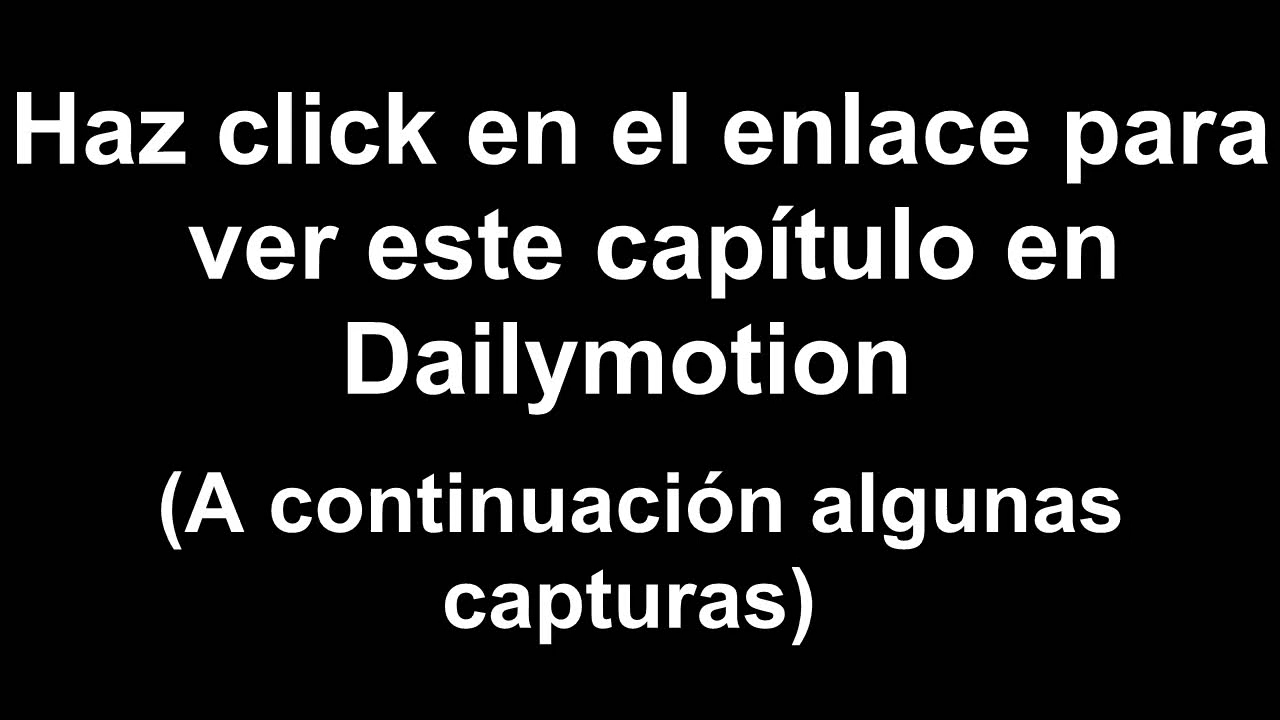 Haz click en el enlace para
ver este capítulo en
Dailymotion
(A continuación algunas
capturas)